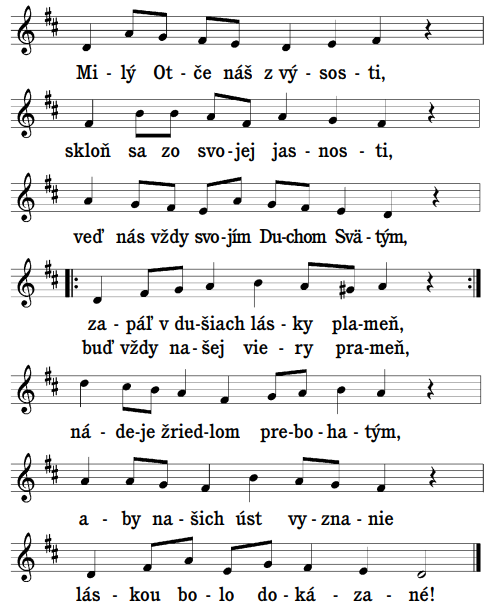 Mi - lý Ot - če náš z vý - sos - ti,
skloň sa zo svo - jej jas - nos - ti,
veď nás vždy svo - jím Du - chom Svä - tým,
za - páľ v du - šiach lás - ky pla - meň,
buď vždy na - šej vie - ry pra - meň,
ná - de - je žried - lom pre - bo - ha - tým,
a - by na - šich úst vy - zna - nie
lás - kou bo - lo do - ká - za - né!